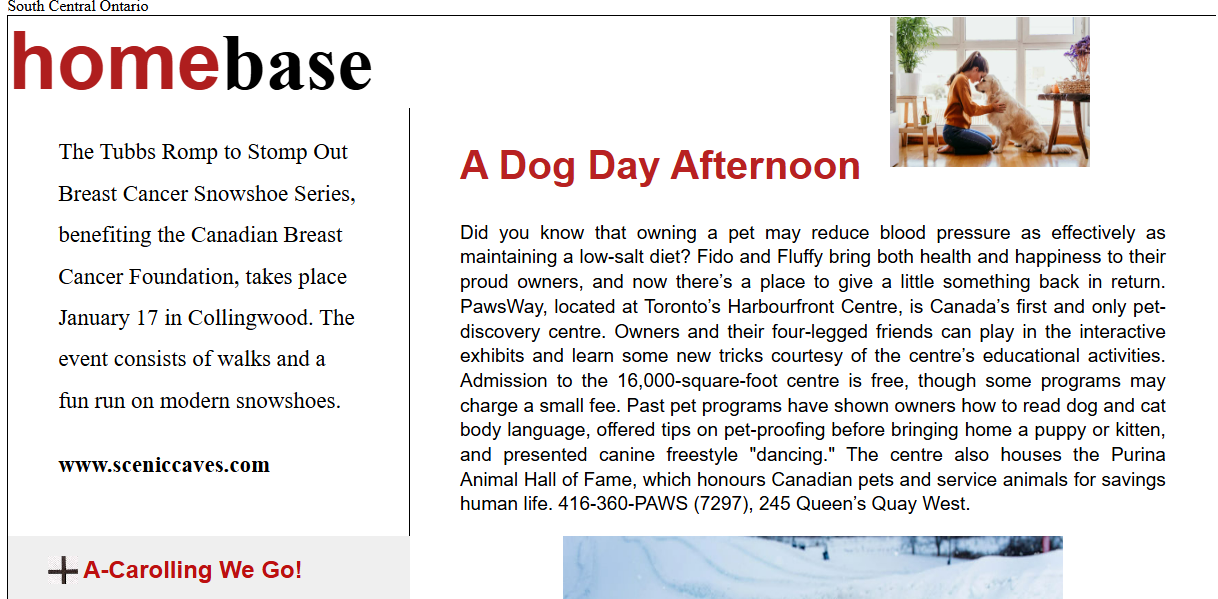 South Central Ontario
homebase
The Tubbs Romp to Stomp Out
Breast Cancer Snowshoe Series,
benefiting the Canadian Breast
Cancer Foundation, takes place
January 17 in Collingwood. The
event consists of walks and a
fun run on modern snowshoes.
www.sceniccaves.com
A-Carolling We Go!
A Dog Day Afternoon
Did you know that owning a pet may reduce blood pressure as effectively as
maintaining a low-salt diet? Fido and Fluffy bring both health and happiness to their
proud owners, and now there’s a place to give a little something back in return.
PawsWay, located at Toronto’s Harbourfront Centre, is Canada’s first and only pet-
discovery centre. Owners and their four-legged friends can play in the interactive
exhibits and learn some new tricks courtesy of the centre’s educational activities.
Admission to the 16,000-square-foot centre is free, though some programs may
charge a small fee. Past pet programs have shown owners how to read dog and cat
body language, offered tips on pet-proofing before bringing home a puppy or kitten,
and presented canine freestyle "dancing." The centre also houses the Purina
Animal Hall of Fame, which honours Canadian pets and service animals for savings
human life. 416-360-PAWS (7297), 245 Queen’s Quay West.